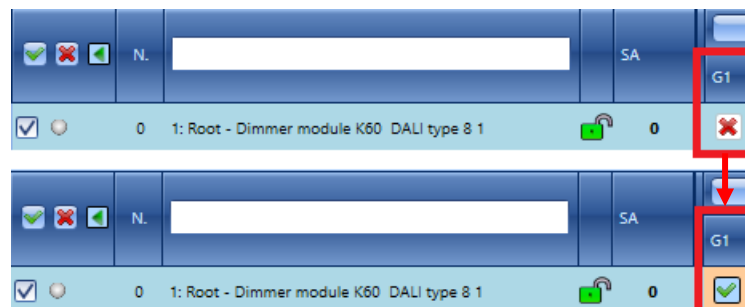 N. SA
G1
0 1: Root - Dimmer module K60 DALI type 8 1 0
N. SA
G1
0 1: Root - Dimmer module K60 DALI type 8 1 0